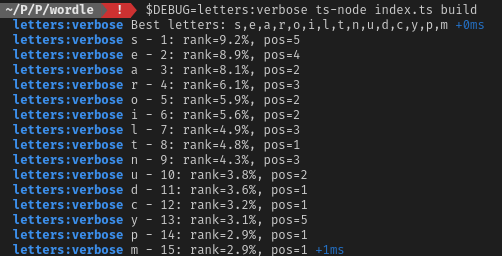 ~/P/P/wordle ! $DEBUG=letters:verbose ts-node index.ts build
letters:verbose Best letters: s,e,a,r,o,i,l,t,n,u,d,c,y,p,m +0ms
letters:verbose s - 1: rank=9.2%, pos=5
letters:verbose e - 2: rank=8.9%, pos=4
letters:verbose a - 3: rank=8.1%, pos=2
letters:verbose r - 4: rank=6.1%, pos=3
letters:verbose o - 5: rank=5.9%, pos=2
letters:verbose i - 6: rank=5.6%, pos=2
letters:verbose l - 7: rank=4.9%, pos=3
letters:verbose t - 8: rank=4.8%, pos=1
letters:verbose n - 9: rank=4.3%, pos=3
letters:verbose u - 10: rank=3.8%, pos=2
letters:verbose d - 11: rank=3.6%, pos=1
letters:verbose c - 12: rank=3.2%, pos=1
letters:verbose y - 13: rank=3.1%, pos=5
letters:verbose p - 14: rank=2.9%, pos=1
letters:verbose m - 15: rank=2.9%, pos=1 +1ms